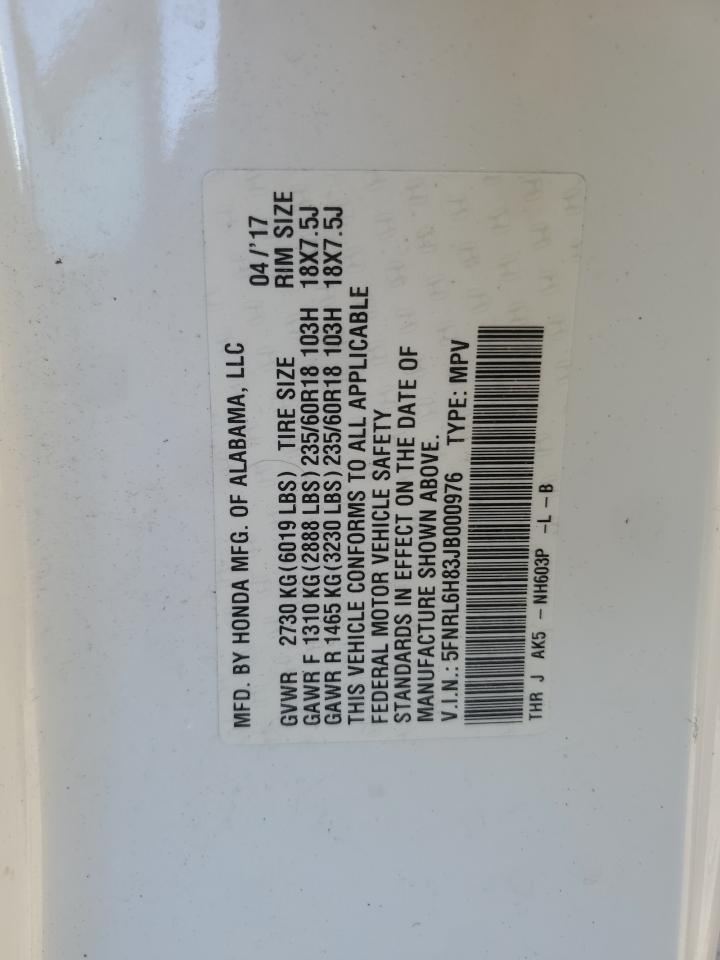 MFD. BY HONDA MFG. OF ALABAMA, LLC 04/'17
GVWR 2730 KG(6019 LBS) TIRE SIZE RIM SIZE
GAWR F 1310 KG(2888 LBS)235/60R18 103H 18X7.5J
GAWR R 1465 KG(3230 LBS)235/60R18 103H 18X7.5J
THIS VEHICLE CONFORMS TO ALL APPLICABLE
FEDERAL MOTOR VEHICLE SAFETY
STANDARDS IN EFFECT ON THE DATE OF
MANUFACTURE SHOWN ABOVE.
V.I.N.: 5FNRL6H83JB000976 TYPE: MPV
THR J AK5 - NH603P -L-B